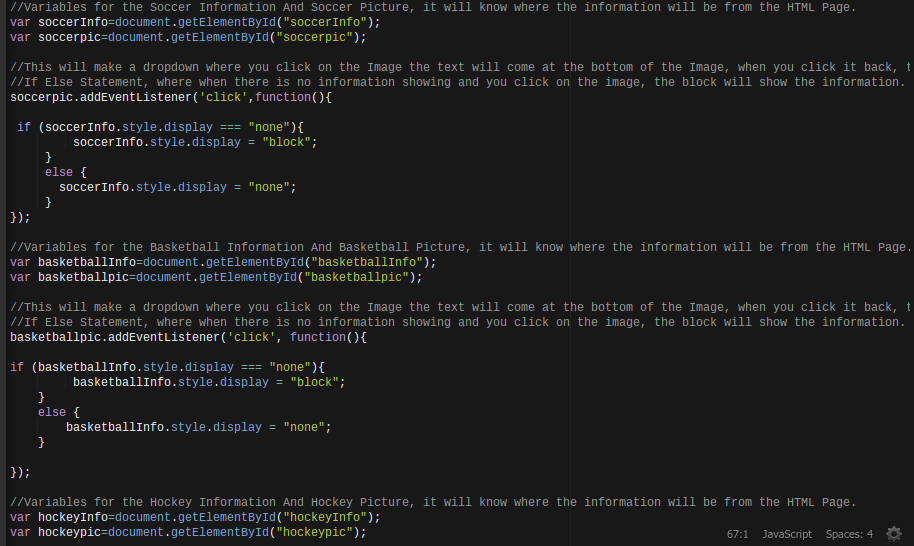 //Variables for the Soccer Information And Soccer Picture, it will know where the information will be from the HTML Page.
var soccerInfo=document.getElementById("soccerInfo");
var soccerpic=document.getElementById("soccerpic");
//This will make a dropdown where you click on the Image the text will come at the bottom of the Image, when you click it back, t
//If Else Statement, where when there is no information showing and you click on the image, the block will show the information.
soccerpic.addEventListener('click',function(){
if (soccerInfo.style.display === "none"){
soccerInfo.style.display = "block";
}
else {
soccerInfo.style.display = "none";
}
});
//Variables for the Basketball Information And Basketball Picture, it will know where the information will be from the HTML Page.
var basketballInfo=document.getElementById("basketballInfo");
var basketballpic=document.getElementById("basketballpic");
//This will make a dropdown where you click on the Image the text will come at the bottom of the Image, when you click it back, t
//If Else Statement, where when there is no information showing and you click on the image, the block will show the information.
basketballpic.addEventListener('click', function(){
if (basketballInfo.style.display === "none"){
basketballInfo.style.display = "block";
}
else {
basketballInfo.style.display = "none";
}
});
//Variables for the Hockey Information And Hockey Picture, it will know where the information will be from the HTML Page.
var hockeyInfo=document.getElementById("hockeyInfo");
var hockeypic=document.getElementById("hockeypic");
67:1 JavaScript Spaces: 4